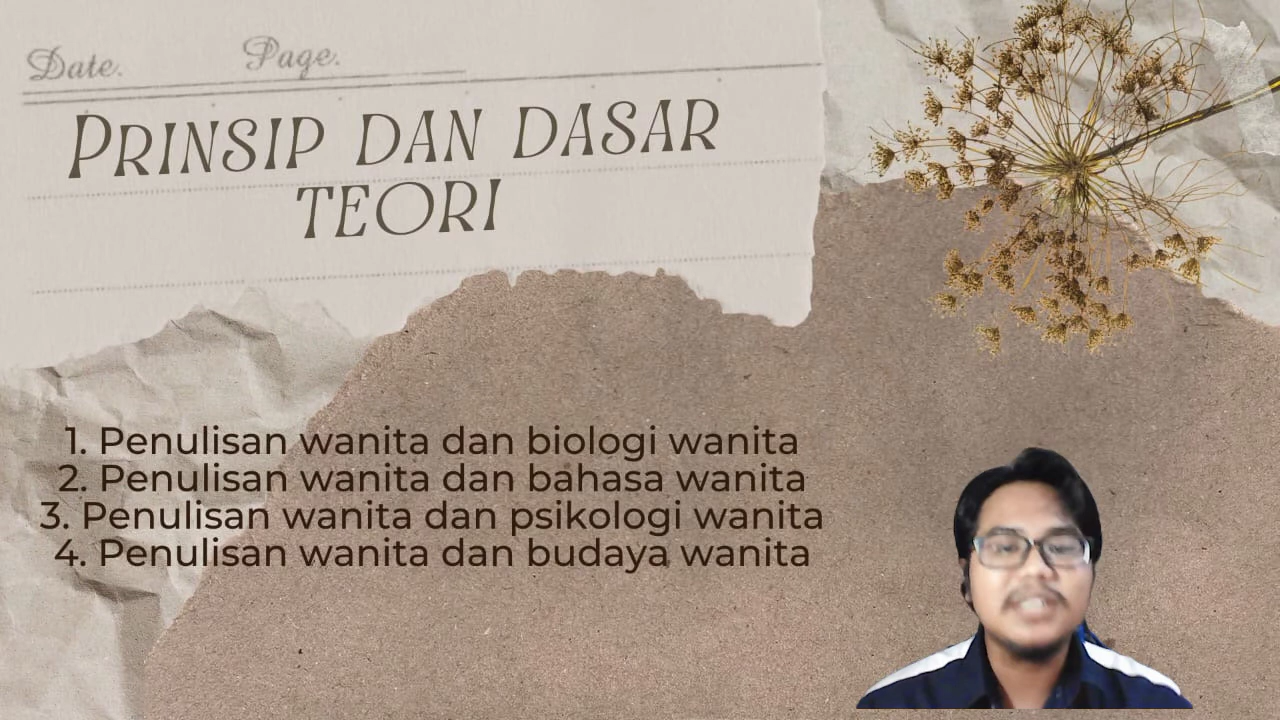 Date. Page.
PRINSIP DAN DASAR
TEORI
1. Penulisan wanita dan biologi wanita
2. Penulisan wanita dan bahasa wanita
3. Penulisan wanita dan psikologi wanita
4. Penulisan wanita dan budaya wanita